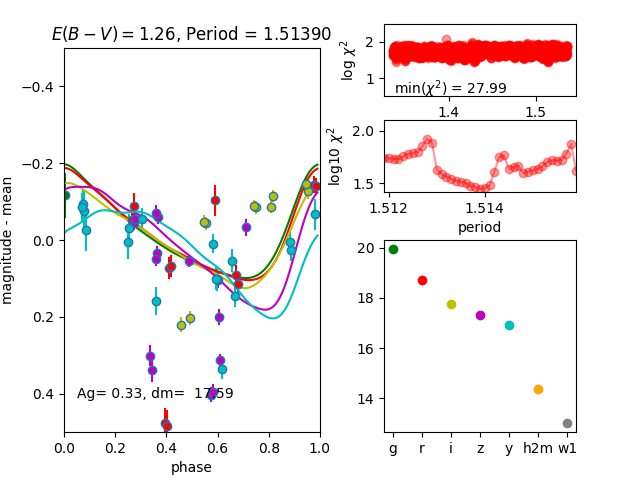 E(B − V) = 1.26, Period = 1.51390
−0.4
−0.2
0.0
0.2
0.4
magnitude - mean
Ag= 0.33, dm= 17.59
0.0 0.2 0.4 0.6 0.8 1.0
phase
log χ²
2
1
min(χ²) = 27.99
1.4 1.5
log10 χ²
2.0
1.5
1.512 1.514
period
20
18
16
14
g r i z y h2m w1